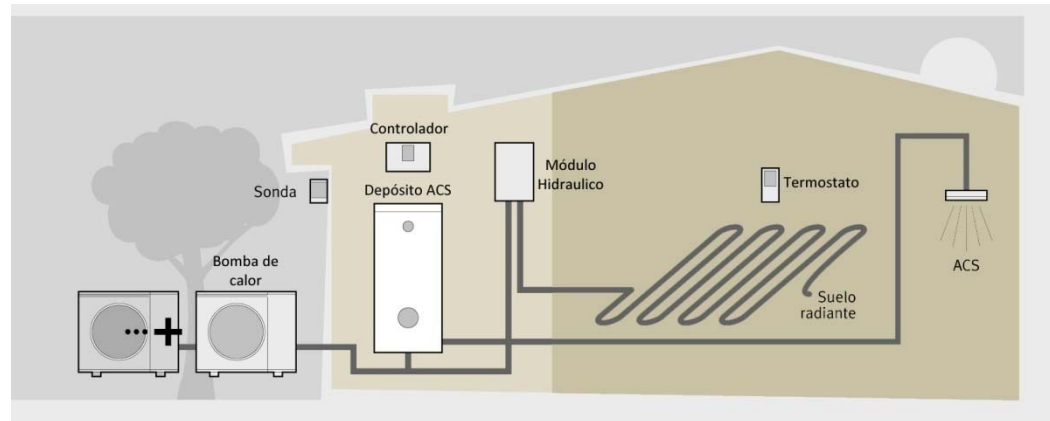 Controlador
Módulo
Hidraulico
Sonda
Depósito ACS
Termostato
Bomba de
calor
ACS
Suelo
radiante